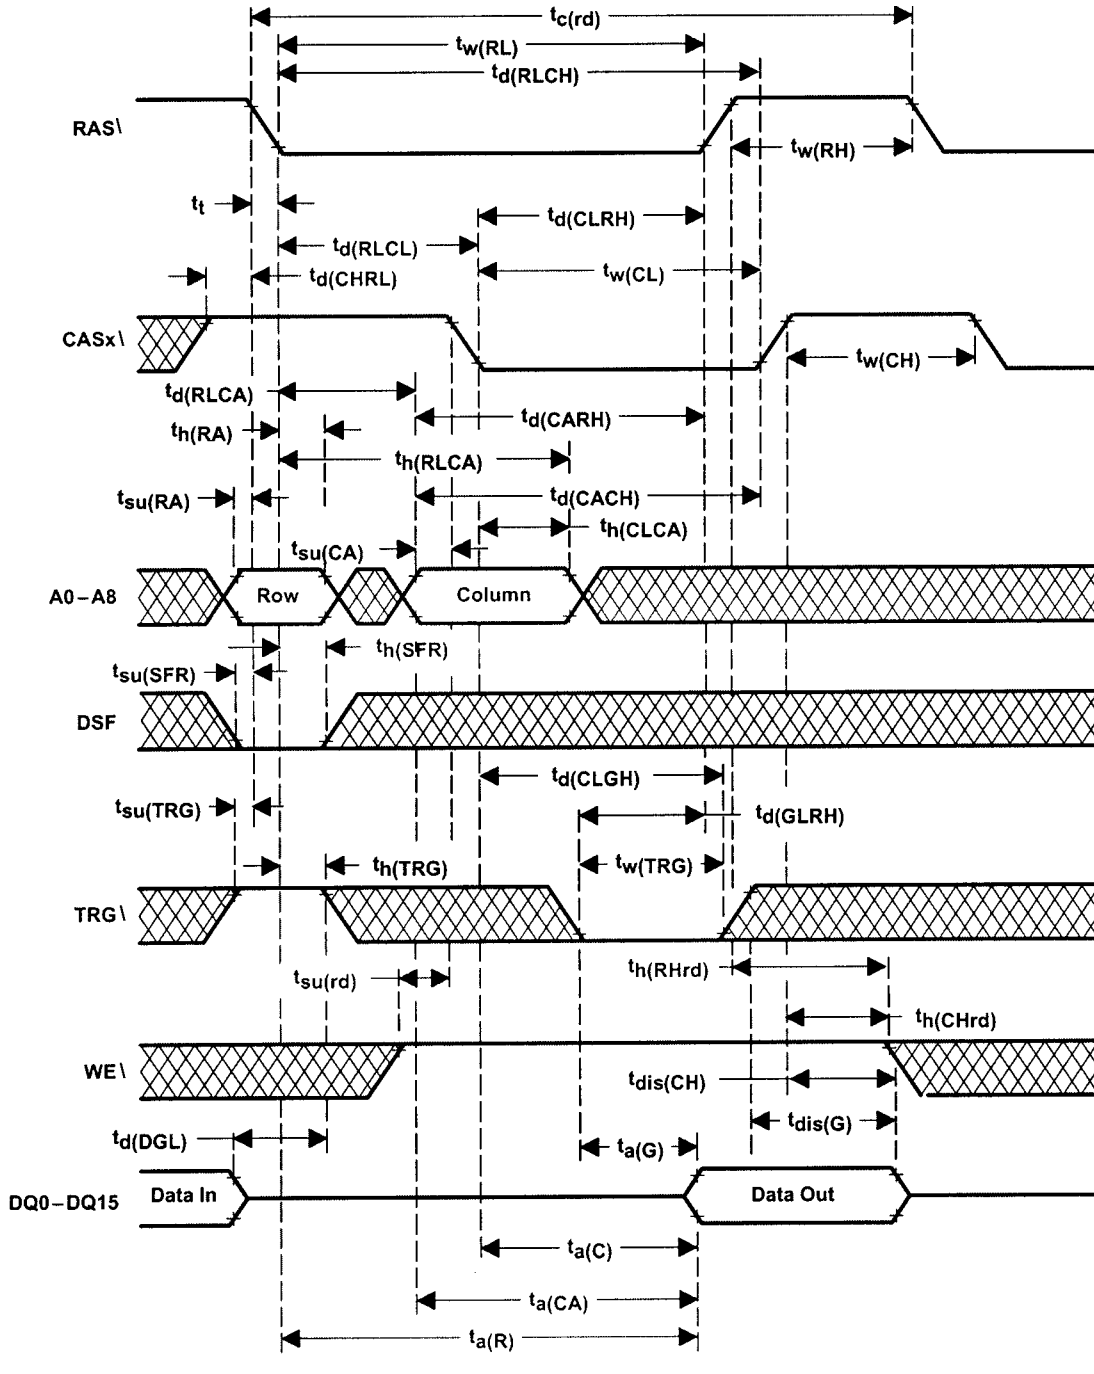 tc(rd)
tw(RL)
td(RLCH)
RAS\
tw(RH)
tt
td(CLRH)
td(RLCL)
td(CHRL)
tw(CL)
CASx\
tw(CH)
td(RLCA)
td(CARH)
th(RA)
th(RLCA)
tsu(RA)
td(CACH)
th(CLCA)
tsu(CA)
A0–A8
Row
Column
th(SFR)
tsu(SFR)
DSF
td(CLGH)
tsu(TRG)
td(GLRH)
th(TRG)
tw(TRG)
TRG\
th(RHrd)
tsu(rd)
th(CHrd)
WE\
tdis(CH)
tdis(G)
td(DGL)
ta(G)
DQ0–DQ15
Data In
Data Out
ta(C)
ta(CA)
ta(R)